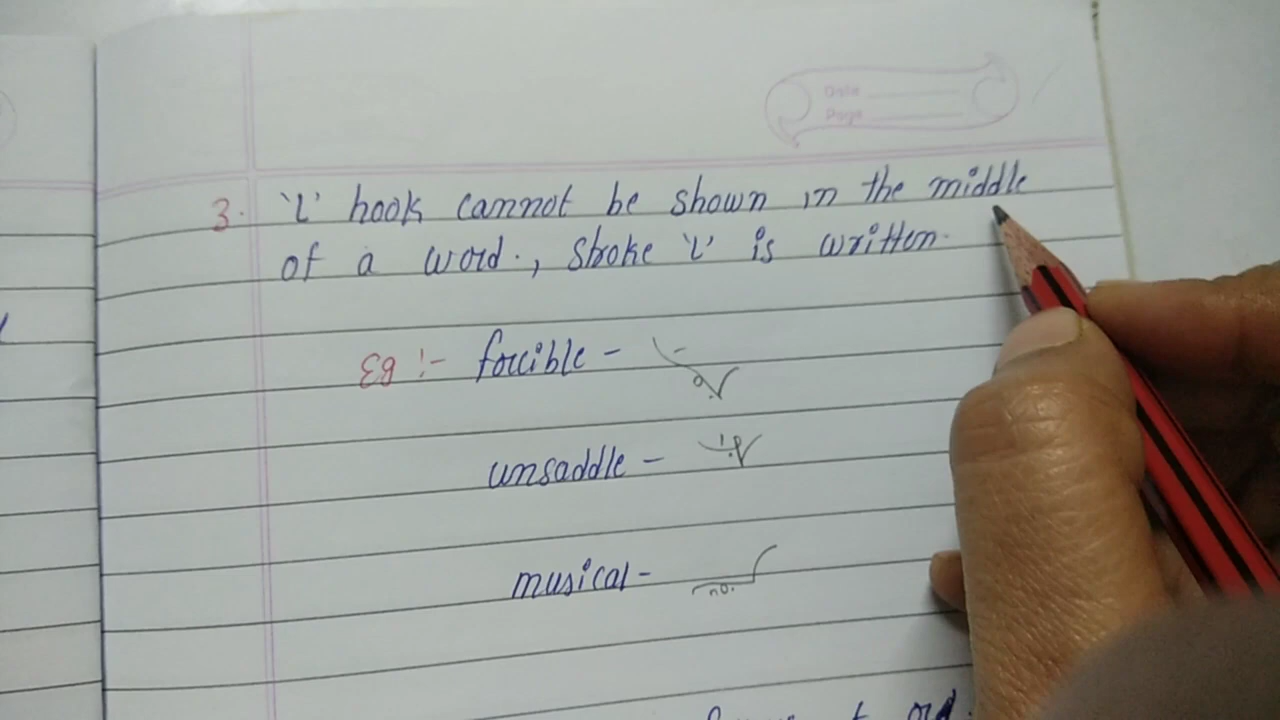 Date
Page
3. 'L' hook cannot be shown in the middle
of a word., stroke 'L' is written.
Eg :- forcible -
unsaddle -
musical -